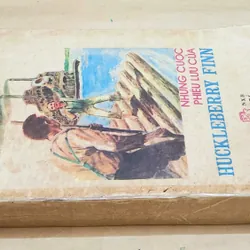 NHỮNG CUỘC
PHIÊU LƯU CỦA
HUCKLEBERRY FINN